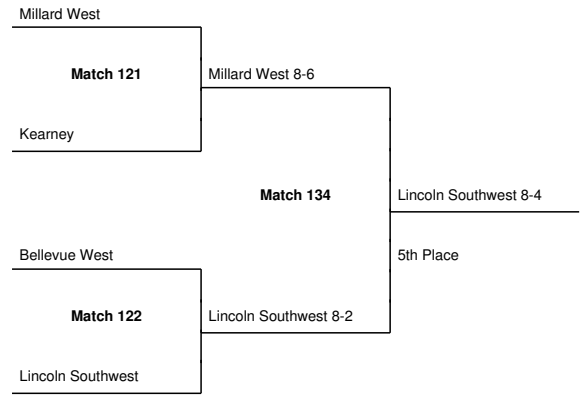 Millard West
Match 121
Millard West 8-6
Kearney
Match 134
Lincoln Southwest 8-4
Bellevue West
5th Place
Match 122
Lincoln Southwest 8-2
Lincoln Southwest